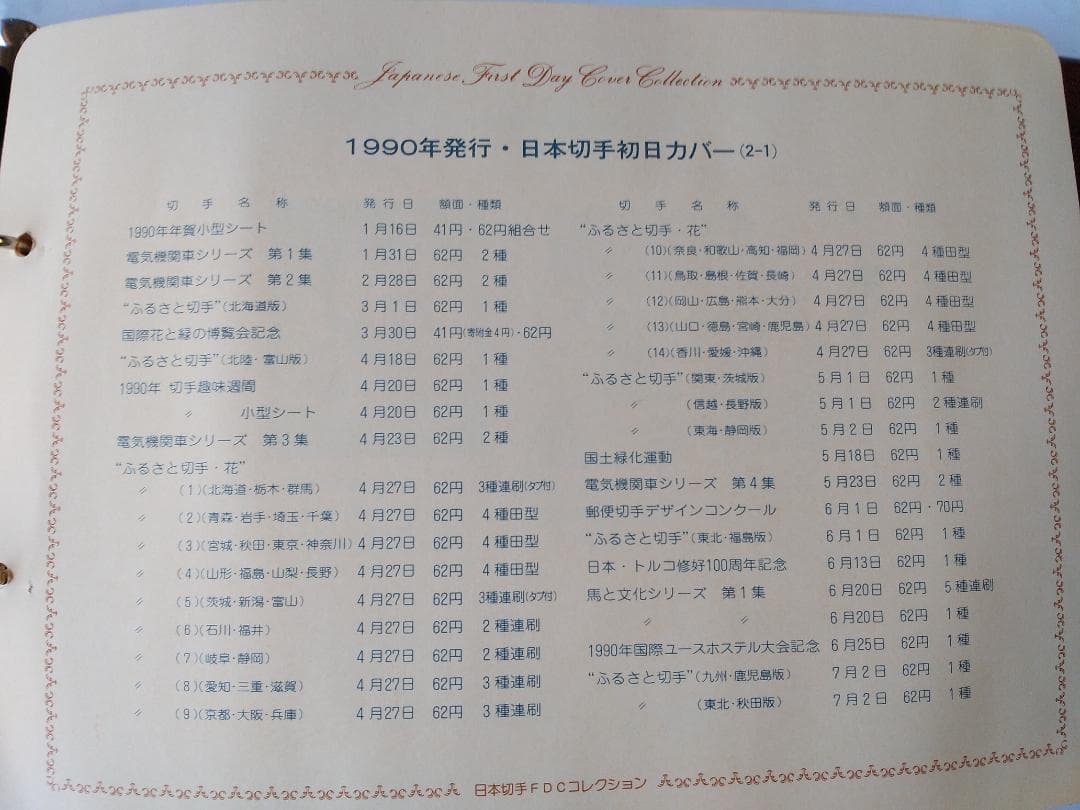 Japanese First Day Cover Collection
1990年発行・日本切手初日カバー(2-1)
切手名称 発行日 額面・種類
1990年年賀小型シート 1月16日 41円・62円組合せ
電気機関車シリーズ 第1集 1月31日 62円 2種
電気機関車シリーズ 第2集 2月28日 62円 2種
“ふるさと切手”(北海道版) 3月1日 62円 1種
国際花と緑の博覧会記念 3月30日 41円(寄附金4円)・62円
“ふるさと切手”(北陸・富山版) 4月18日 62円 1種
1990年 切手趣味週間 4月20日 62円 1種
〃 小型シート 4月20日 62円 1種
電気機関車シリーズ 第3集 4月23日 62円 2種
“ふるさと切手・花”
〃 (1)(北海道・栃木・群馬) 4月27日 62円 3種連刷(タブ付)
〃 (2)(青森・岩手・埼玉・千葉) 4月27日 62円 4種田型
〃 (3)(宮城・秋田・東京・神奈川) 4月27日 62円 4種田型
〃 (4)(山形・福島・山梨・長野) 4月27日 62円 4種田型
〃 (5)(茨城・新潟・富山) 4月27日 62円 3種連刷(タブ付)
〃 (6)(石川・福井) 4月27日 62円 2種連刷
〃 (7)(岐阜・静岡) 4月27日 62円 2種連刷
〃 (8)(愛知・三重・滋賀) 4月27日 62円 3種連刷
〃 (9)(京都・大阪・兵庫) 4月27日 62円 3種連刷
切手名称 発行日 額面・種類
“ふるさと切手・花”
〃 (10)(奈良・和歌山・高知・福岡) 4月27日 62円 4種田型
〃 (11)(鳥取・島根・佐賀・長崎) 4月27日 62円 4種田型
〃 (12)(岡山・広島・熊本・大分) 4月27日 62円 4種田型
〃 (13)(山口・徳島・宮崎・鹿児島) 4月27日 62円 4種田型
〃 (14)(香川・愛媛・沖縄) 4月27日 62円 3種連刷(タブ付)
“ふるさと切手”(関東・茨城版) 5月1日 62円 1種
〃 (信越・長野版) 5月1日 62円 2種連刷
〃 (東海・静岡版) 5月2日 62円 1種
国土緑化運動 5月18日 62円 1種
電気機関車シリーズ 第4集 5月23日 62円 2種
郵便切手デザインコンクール 6月1日 62円・70円
“ふるさと切手”(東北・福島版) 6月1日 62円 1種
日本・トルコ修好100周年記念 6月13日 62円 1種
馬と文化シリーズ 第1集 6月20日 62円 5種連刷
〃 〃 6月20日 62円 1種
1990年国際ユースホステル大会記念 6月25日 62円 1種
“ふるさと切手”(九州・鹿児島版) 7月2日 62円 1種
〃 (東北・秋田版) 7月2日 62円 1種
日本切手FDCコレクション